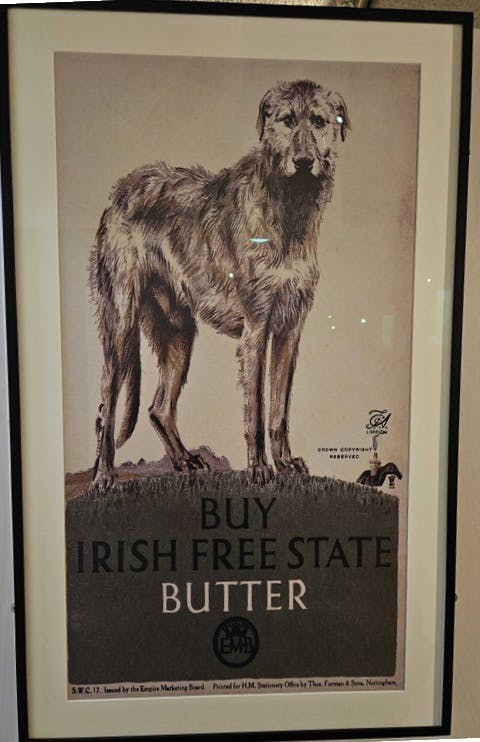 LONDON
CROWN COPYRIGHT
RESERVED
BUY
IRISH FREE STATE
BUTTER
EMB
S.W.C. 17. Issued by the Empire Marketing Board. Printed for H.M. Stationery Office by Thos. Forman & Sons, Nottingham.